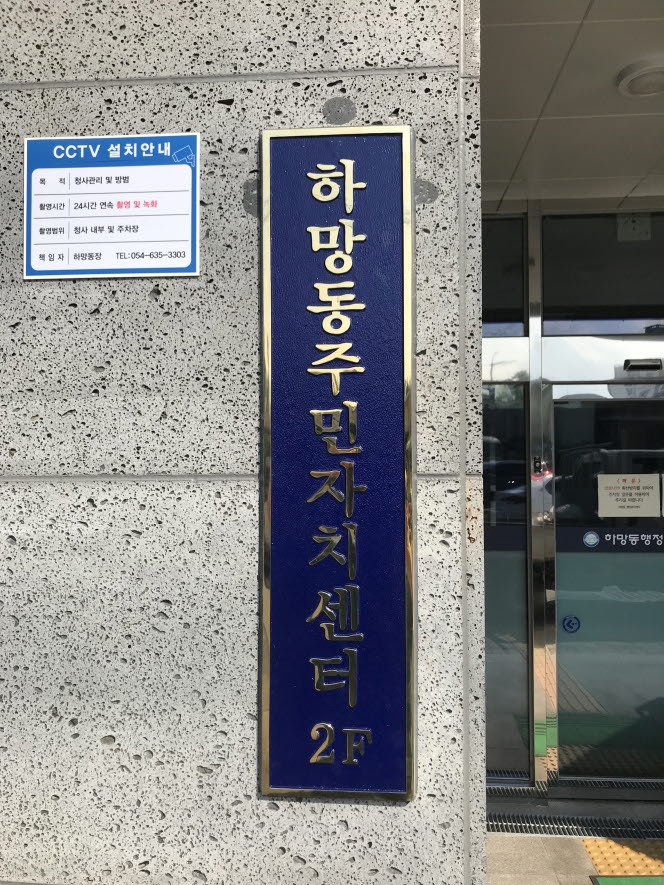 CCTV 설치안내
목 적 청사관리 및 방범
촬영시간 24시간 연속 촬영 및 녹화
촬영범위 청사 내부 및 주차장
책 임 자 하망동장 TEL:054-635-3303
하망동주민자치센터
2F
하망동행정